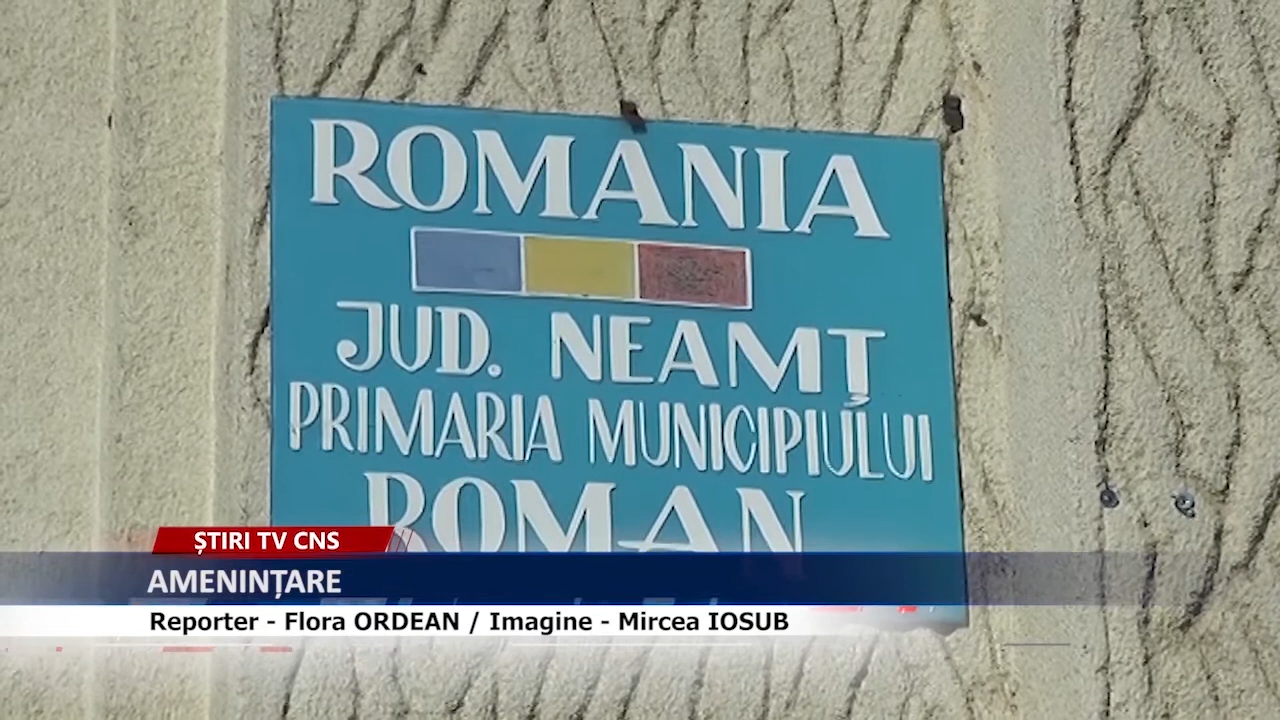 ROMANIA
JUD. NEAMȚ
PRIMARIA MUNICIPIULUI
ROMAN
ȘTIRI TV CNS
AMENINȚARE
Reporter - Flora ORDEAN / Imagine - Mircea IOSUB